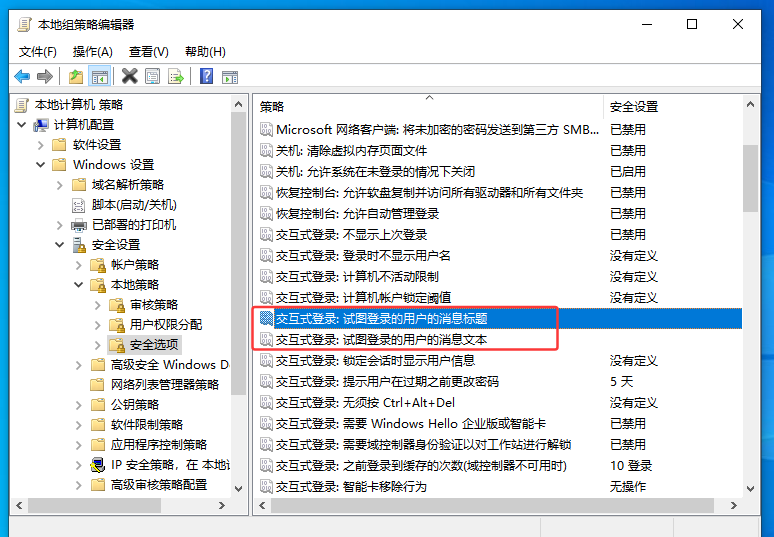 本地组策略编辑器
文件(F) 操作(A) 查看(V) 帮助(H)
本地计算机 策略
计算机配置
软件设置
Windows 设置
域名解析策略
脚本(启动/关机)
已部署的打印机
安全设置
帐户策略
本地策略
审核策略
用户权限分配
安全选项
高级安全 Windows De
网络列表管理器策略
公钥策略
软件限制策略
应用程序控制策略
IP 安全策略，在 本地
高级审核策略配置
策略 安全设置
Microsoft 网络客户端: 将未加密的密码发送到第三方 SMB... 已禁用
关机: 清除虚拟内存页面文件 已禁用
关机: 允许系统在未登录的情况下关闭 已启用
恢复控制台: 允许软盘复制并访问所有驱动器和所有文件夹 已禁用
恢复控制台: 允许自动管理登录 已禁用
交互式登录: 不显示上次登录 已禁用
交互式登录: 登录时不显示用户名 没有定义
交互式登录: 计算机不活动限制 没有定义
交互式登录: 计算机帐户锁定阈值 没有定义
交互式登录: 试图登录的用户的消息标题
交互式登录: 试图登录的用户的消息文本
交互式登录: 锁定会话时显示用户信息 没有定义
交互式登录: 提示用户在过期之前更改密码 5 天
交互式登录: 无须按 Ctrl+Alt+Del 没有定义
交互式登录: 需要 Windows Hello 企业版或智能卡 已禁用
交互式登录: 需要域控制器身份验证以对工作站进行解锁 已禁用
交互式登录: 之前登录到缓存的次数(域控制器不可用时) 10 登录
交互式登录: 智能卡移除行为 无操作